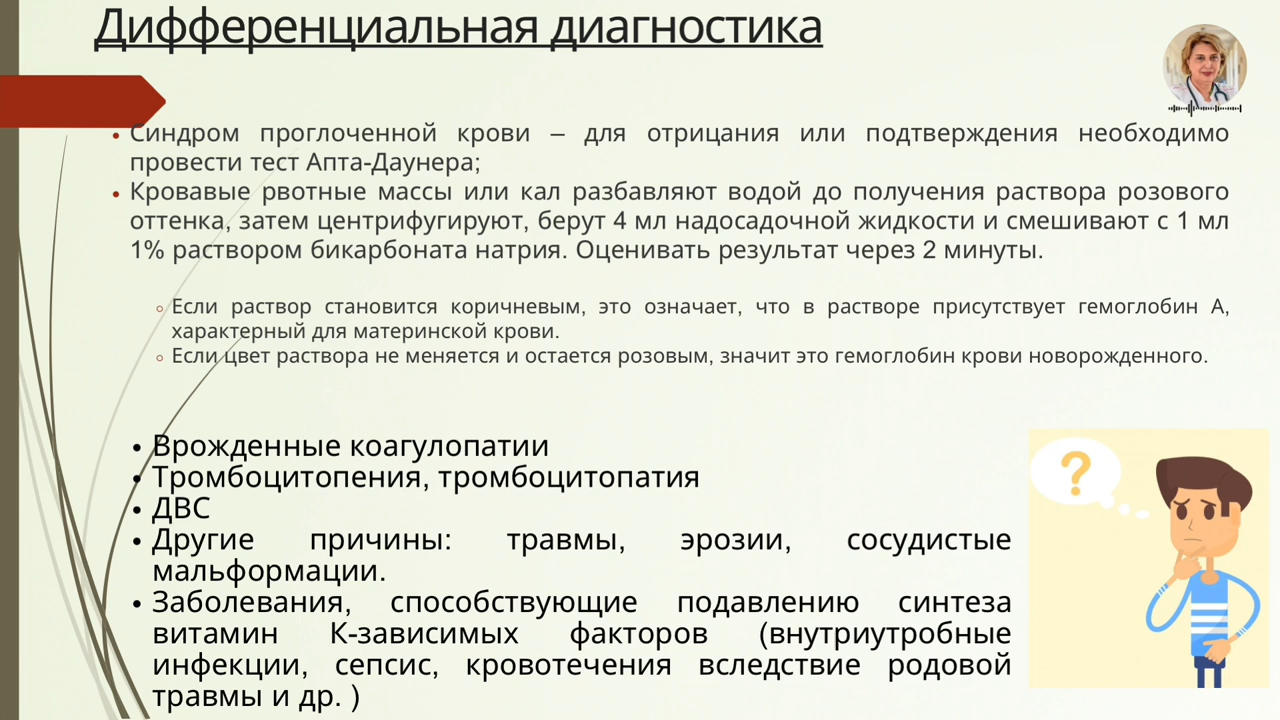 Дифференциальная диагностика
• Синдром проглоченной крови – для отрицания или подтверждения необходимо
провести тест Апта-Даунера;
• Кровавые рвотные массы или кал разбавляют водой до получения раствора розового
оттенка, затем центрифугируют, берут 4 мл надосадочной жидкости и смешивают с 1 мл
1% раствором бикарбоната натрия. Оценивать результат через 2 минуты.
○ Если раствор становится коричневым, это означает, что в растворе присутствует гемоглобин А,
характерный для материнской крови.
○ Если цвет раствора не меняется и остается розовым, значит это гемоглобин крови новорожденного.
• Врожденные коагулопатии
• Тромбоцитопения, тромбоцитопатия
• ДВС
• Другие причины: травмы, эрозии, сосудистые
мальформации.
• Заболевания, способствующие подавлению синтеза
витамин К-зависимых факторов (внутриутробные
инфекции, сепсис, кровотечения вследствие родовой
травмы и др. )
?